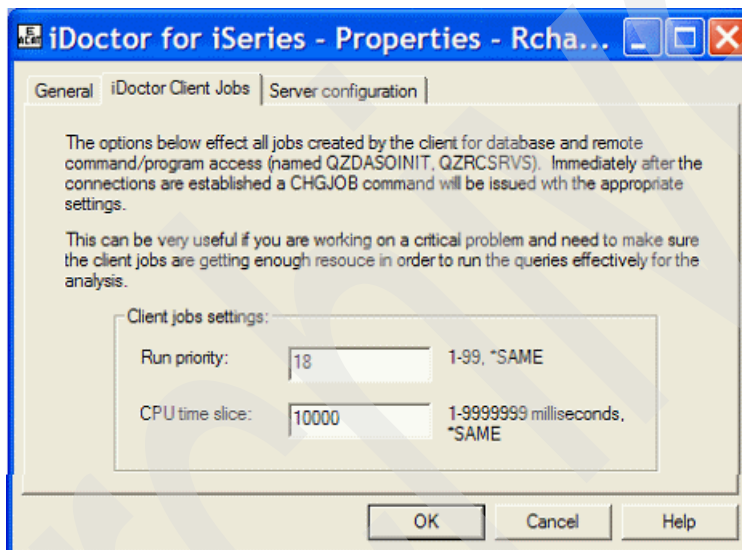 iDoctor for iSeries - Properties - Rcha...
General iDoctor Client Jobs Server configuration
The options below effect all jobs created by the client for database and remote
command/program access (named QZDASOINIT, QZRCSRVS). Immediately after the
connections are established a CHGJOB command will be issued wth the appropriate
settings.
This can be very useful if you are working on a critical problem and need to make sure
the client jobs are getting enough resouce in order to run the queries effectively for the
analysis.
Client jobs settings:
Run priority: 18 1-99, *SAME
CPU time slice: 10000 1-9999999 milliseconds,
*SAME
OK Cancel Help